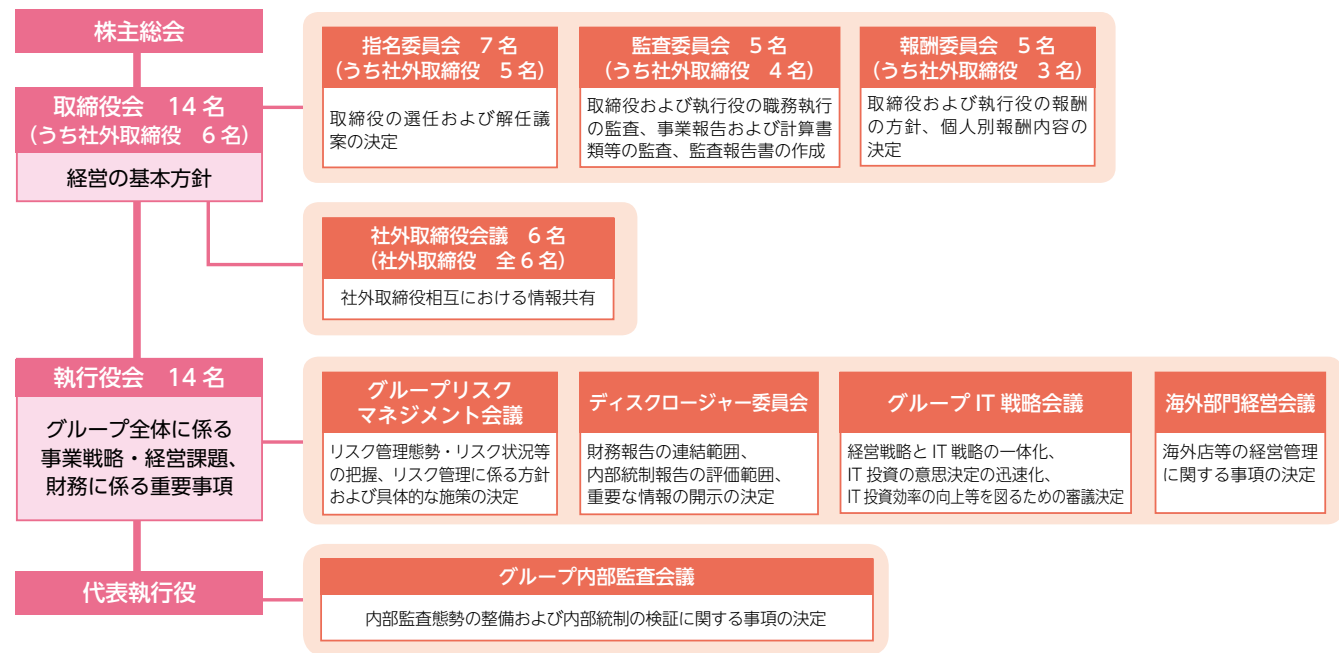 株主総会
取締役会　14 名
(うち社外取締役　6 名)
経営の基本方針
指名委員会　7 名
(うち社外取締役　5 名)
取締役の選任および解任議
案の決定
監査委員会　5 名
(うち社外取締役　4 名)
取締役および執行役の職務執行
の監査、事業報告および計算書
類等の監査、監査報告書の作成
報酬委員会　5 名
(うち社外取締役　3 名)
取締役および執行役の報酬
の方針、個人別報酬内容の
決定
社外取締役会議　6 名
(社外取締役　全 6 名)
社外取締役相互における情報共有
執行役会　14 名
グループ全体に係る
事業戦略・経営課題、
財務に係る重要事項
グループリスク
マネジメント会議
リスク管理態勢・リスク状況等
の把握、リスク管理に係る方針
および具体的な施策の決定
ディスクロージャー委員会
財務報告の連結範囲、
内部統制報告の評価範囲、
重要な情報の開示の決定
グループ IT 戦略会議
経営戦略と IT 戦略の一体化、
IT 投資の意思決定の迅速化、
IT 投資効率の向上等を図るための審議決定
海外部門経営会議
海外店等の経営管理
に関する事項の決定
代表執行役
グループ内部監査会議
内部監査態勢の整備および内部統制の検証に関する事項の決定